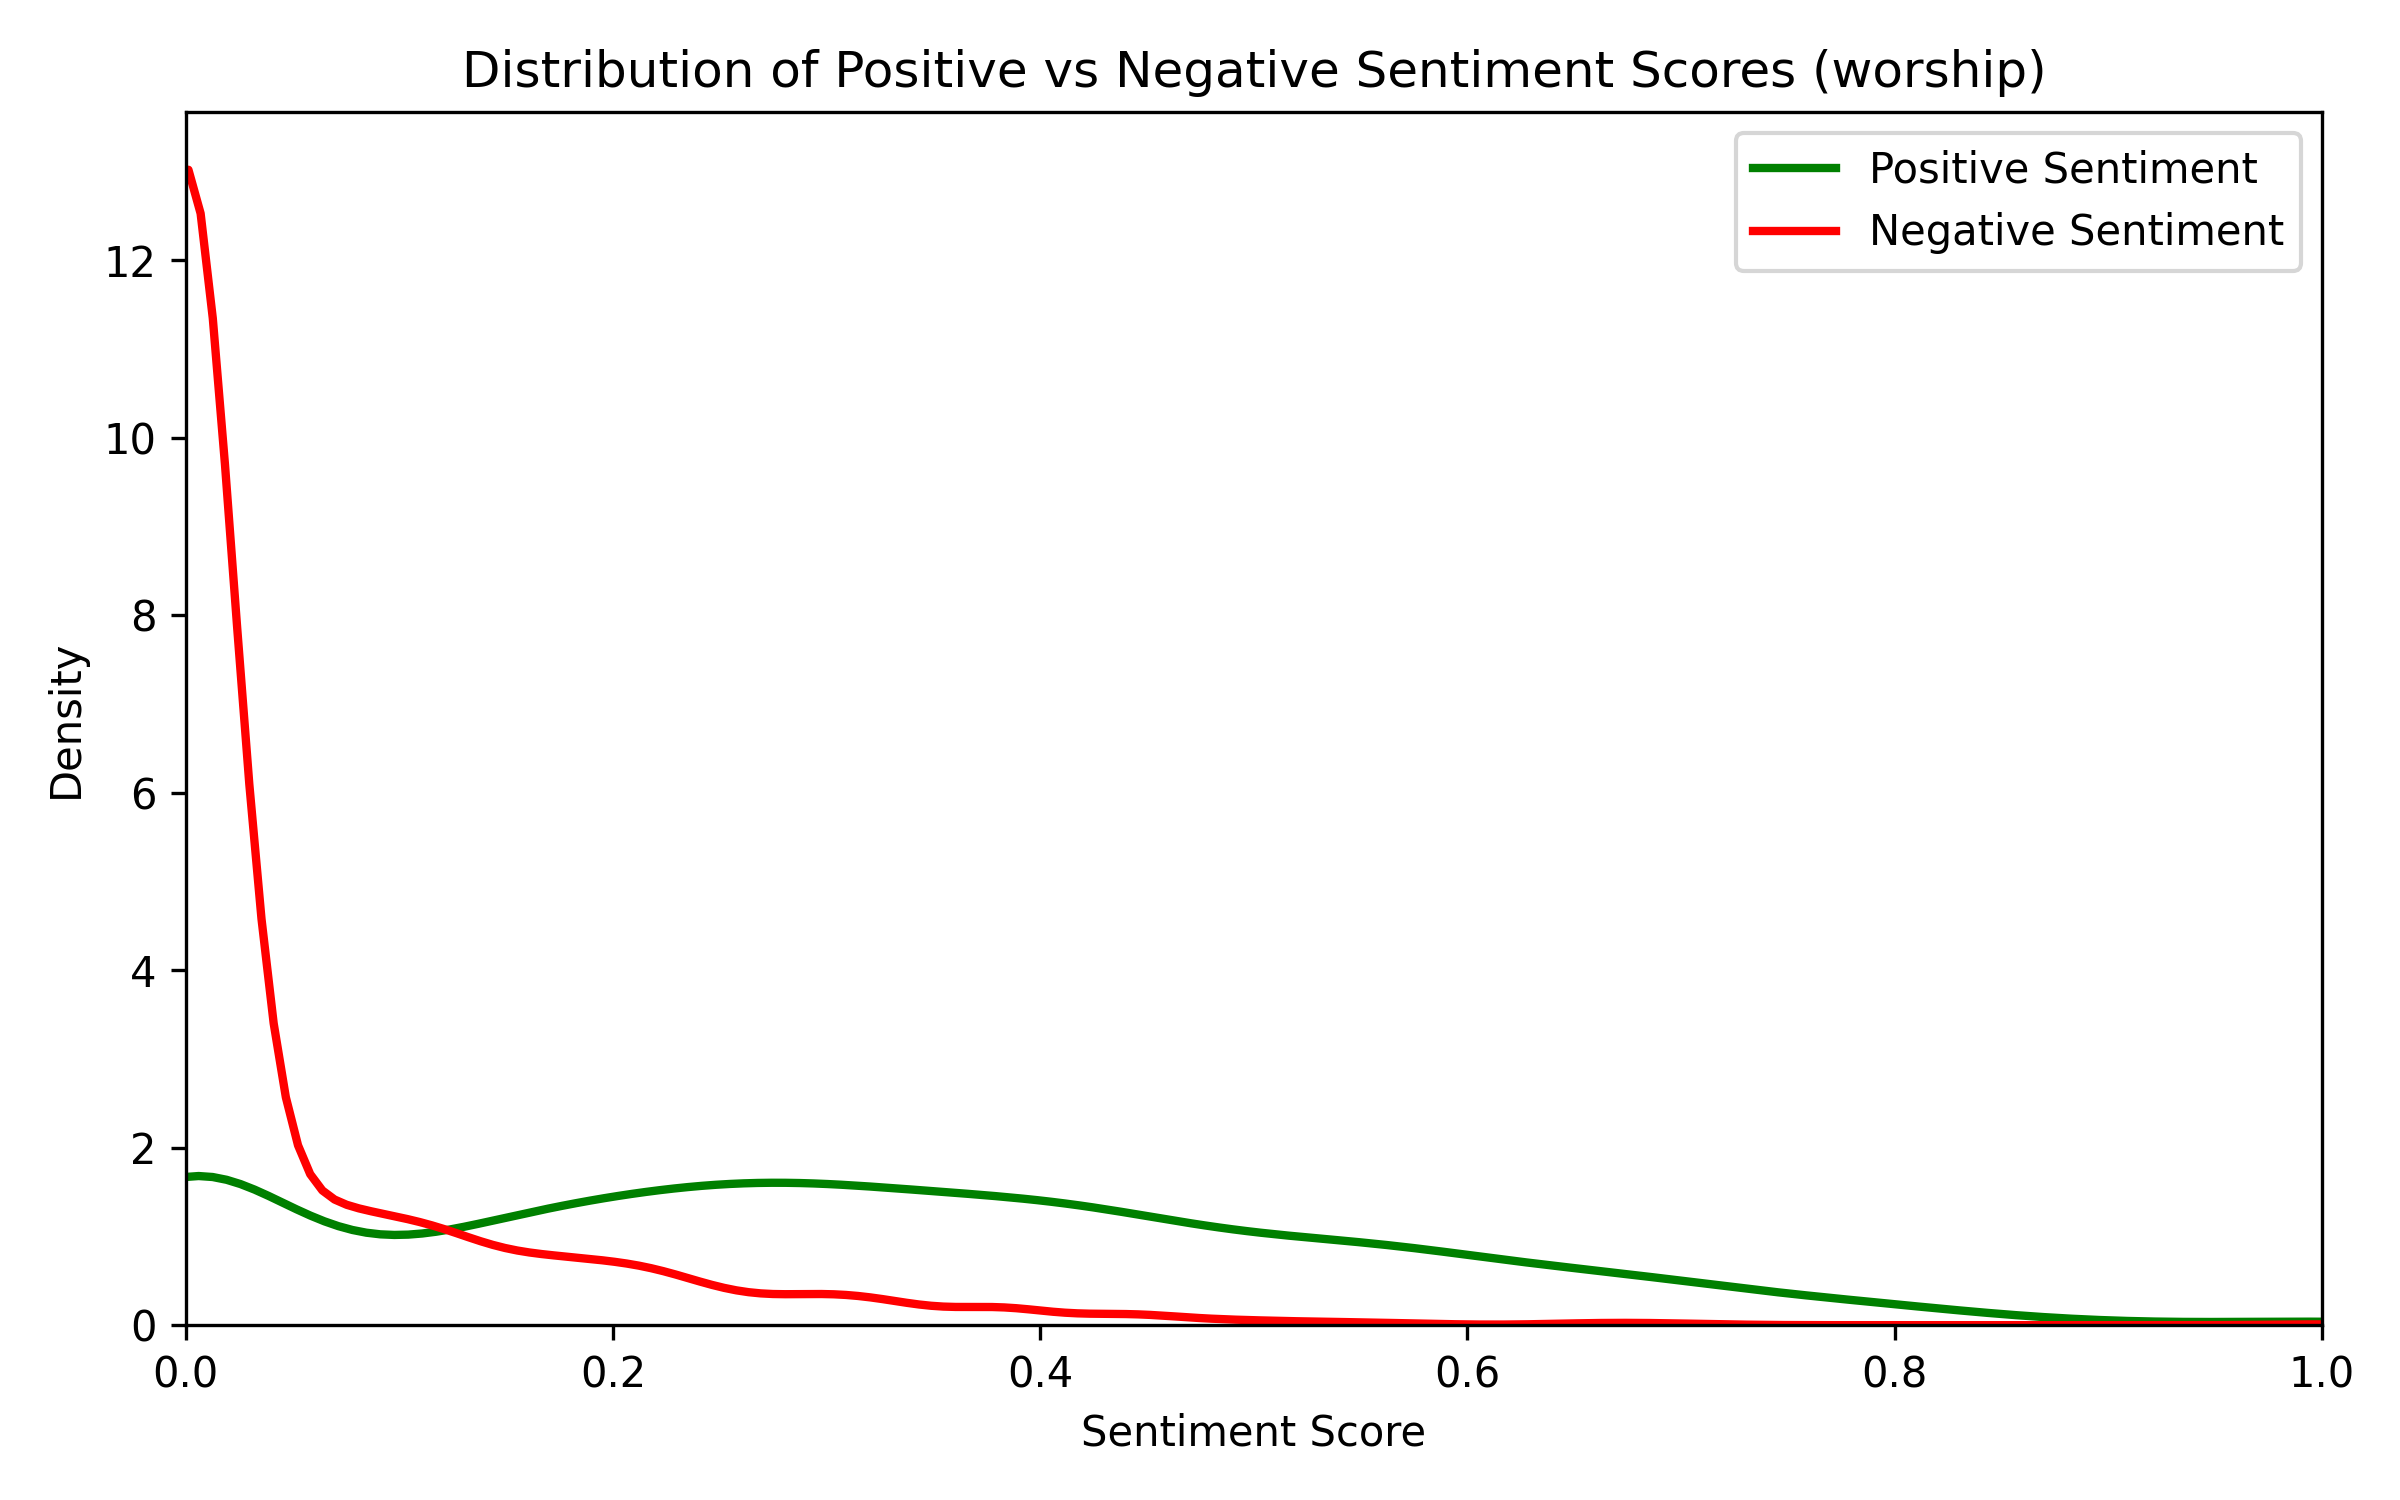 Distribution of Positive vs Negative Sentiment Scores (worship)
Positive Sentiment
Negative Sentiment
Density
12
10
8
6
4
2
0
0.0 0.2 0.4 0.6 0.8 1.0
Sentiment Score